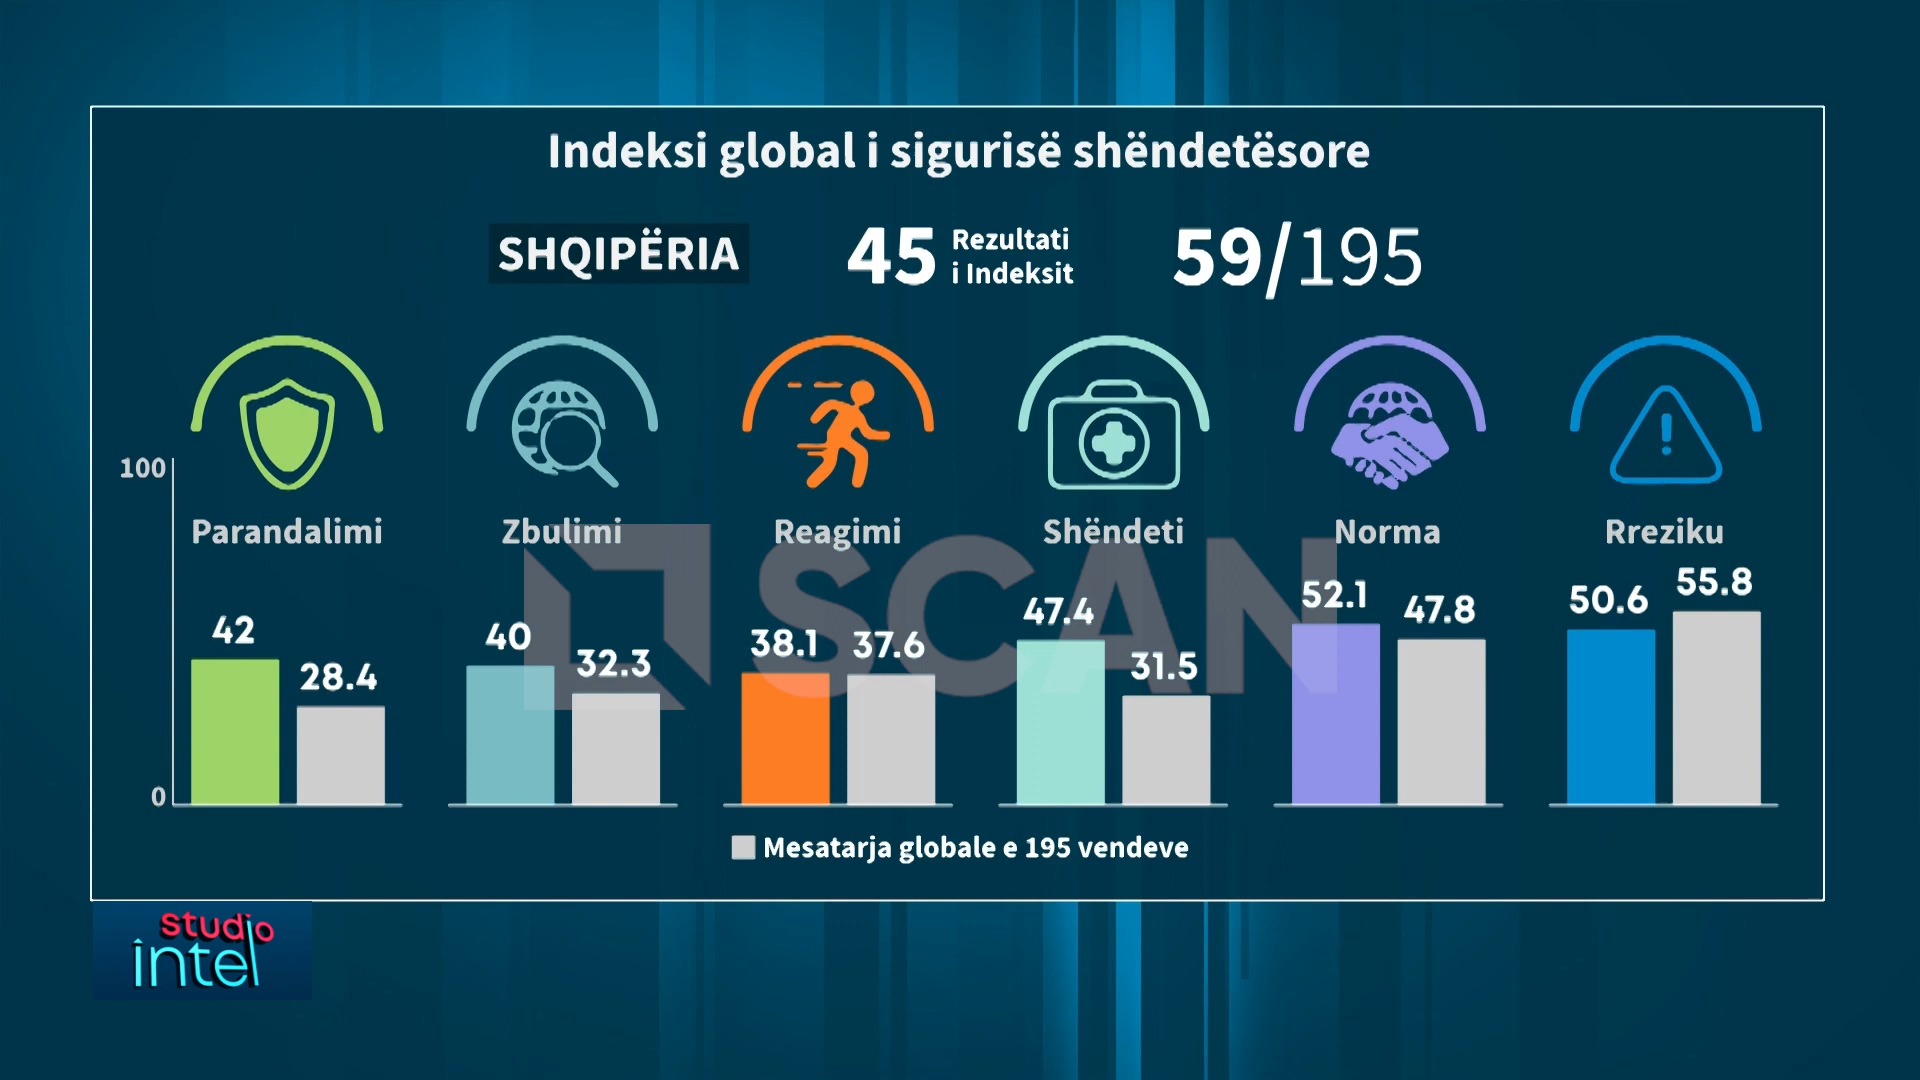 Indeksi global i sigurisë shëndetësore
SHQIPËRIA
45
Rezultati
i Indeksit
59/195
100
0
Parandalimi
Zbulimi
Reagimi
Shëndeti
Norma
Rreziku
42
28.4
40
32.3
38.1
37.6
47.4
31.5
52.1
47.8
50.6
55.8
SCAN
Mesatarja globale e 195 vendeve
studio
intel